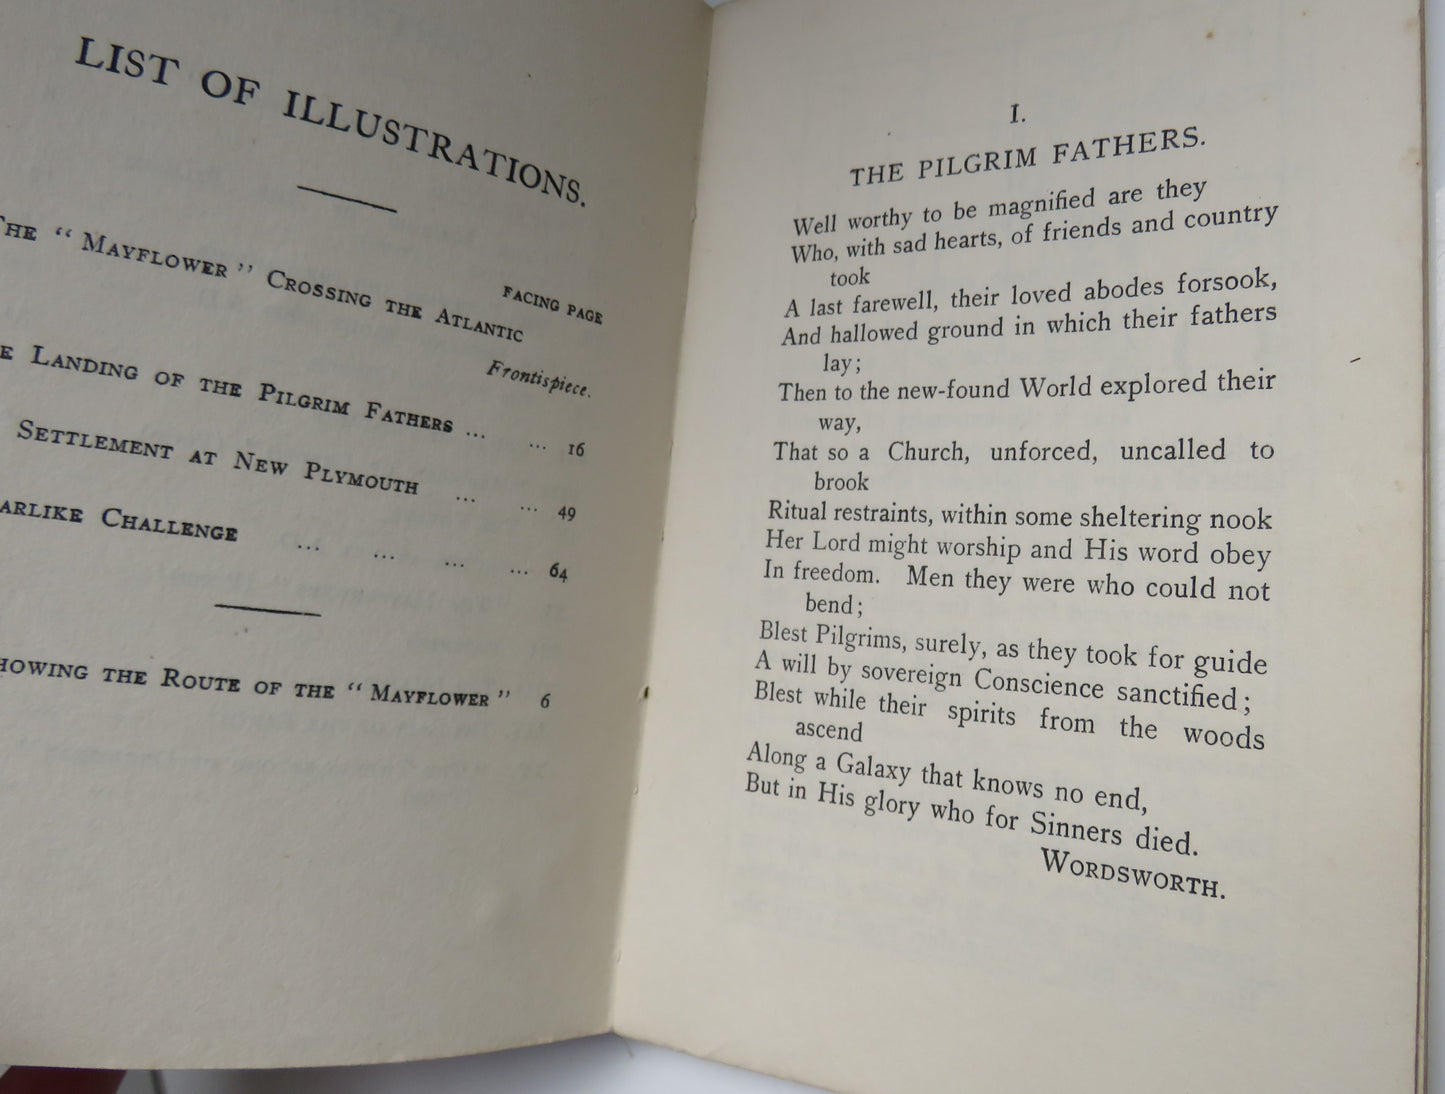 LIST OF ILLUSTRATIONS.
FACING PAGE
THE "MAYFLOWER" CROSSING THE ATLANTIC
Frontispiece.
LANDING OF THE PILGRIM FATHERS ... ... 16
SETTLEMENT AT NEW PLYMOUTH ... ... 49
CHALLENGE ... ... ... ... 64
THE ROUTE OF THE "MAYFLOWER" 6
I.
THE PILGRIM FATHERS.
Well worthy to be magnified are they
Who, with sad hearts, of friends and country
took
A last farewell, their loved abodes forsook,
And hallowed ground in which their fathers
lay;
Then to the new-found World explored their
way,
That so a Church, unforced, uncalled to
brook
Ritual restraints, within some sheltering nook
Her Lord might worship and His word obey
In freedom. Men they were who could not
bend;
Blest Pilgrims, surely, as they took for guide
A will by sovereign Conscience sanctified;
Blest while their spirits from the woods
ascend
Along a Galaxy that knows no end,
But in His glory who for Sinners died.
WORDSWORTH.